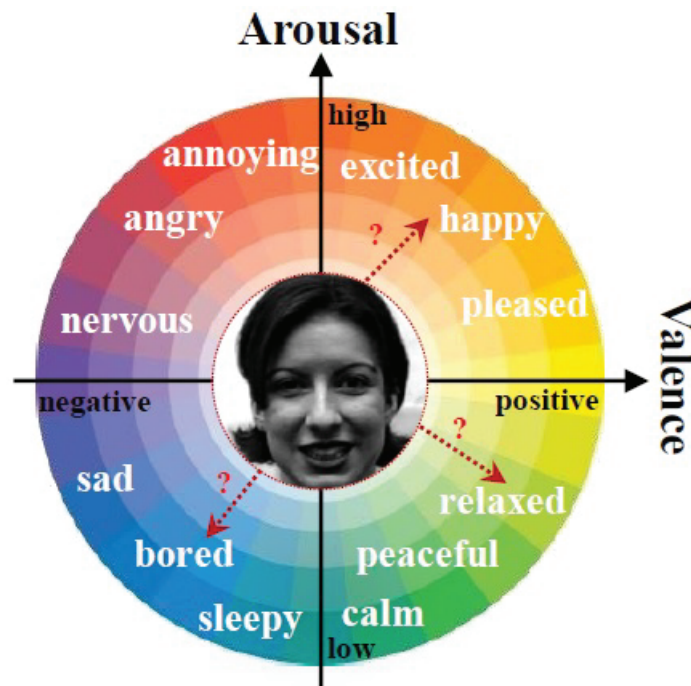 Arousal
high
annoying
excited
angry
happy
?
nervous
pleased
Valence
negative
positive
?
sad
?
relaxed
bored
peaceful
sleepy
calm
low